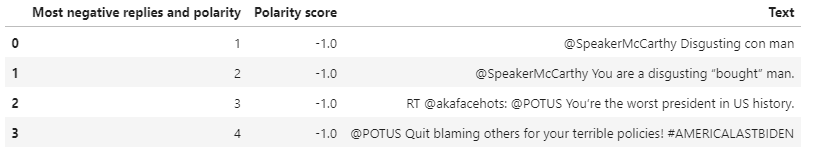 Most negative replies and polarity Polarity score Text
0 1 -1.0 @SpeakerMcCarthy Disgusting con man
1 2 -1.0 @SpeakerMcCarthy You are a disgusting “bought” man.
2 3 -1.0 RT @akafacehots: @POTUS You’re the worst president in US history.
3 4 -1.0 @POTUS Quit blaming others for your terrible policies! #AMERICALASTBIDEN